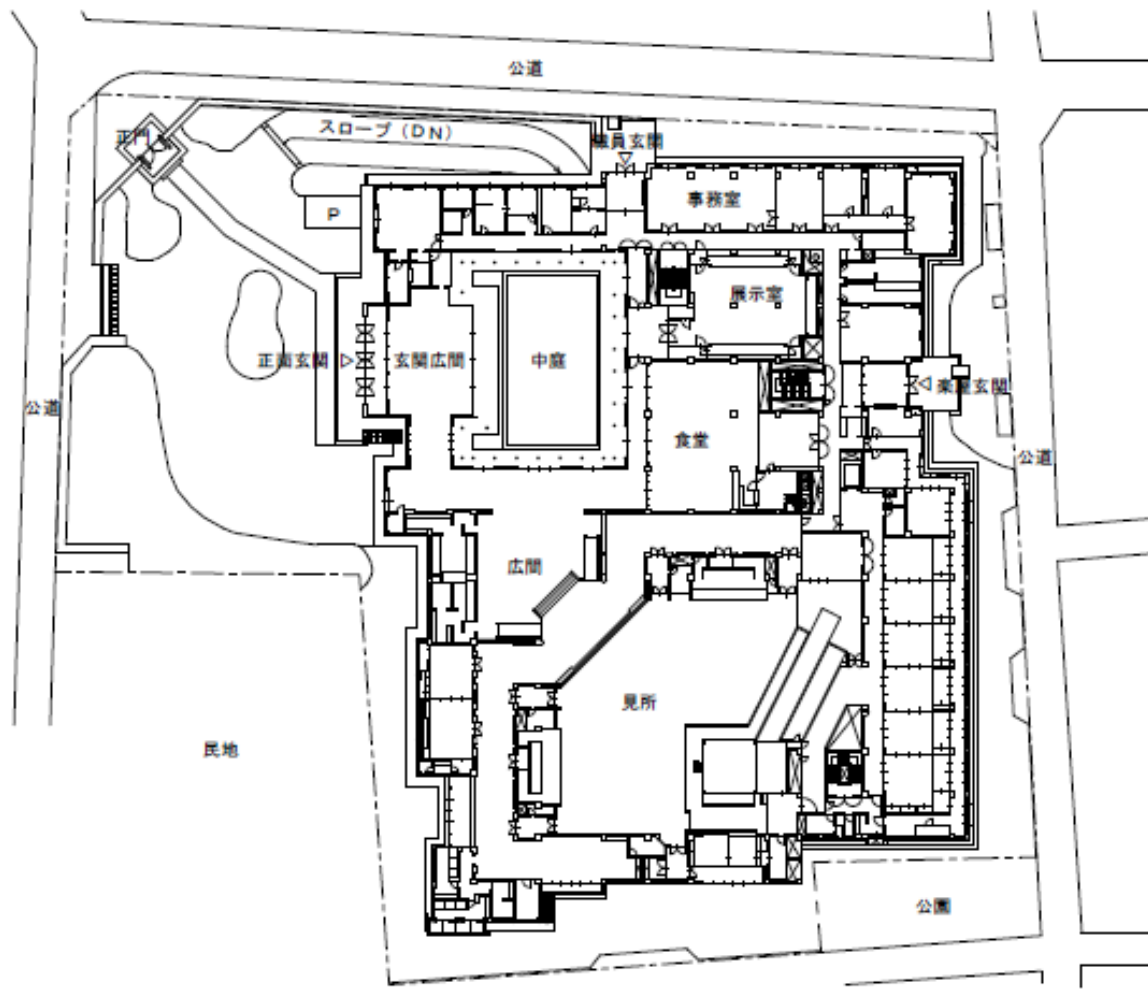 公道
正門
スロープ（DN）
職員玄関
事務室
P
展示室
正面玄関
玄関広間
中庭
楽屋玄関
公道
食堂
公道
広間
見所
民地
公園